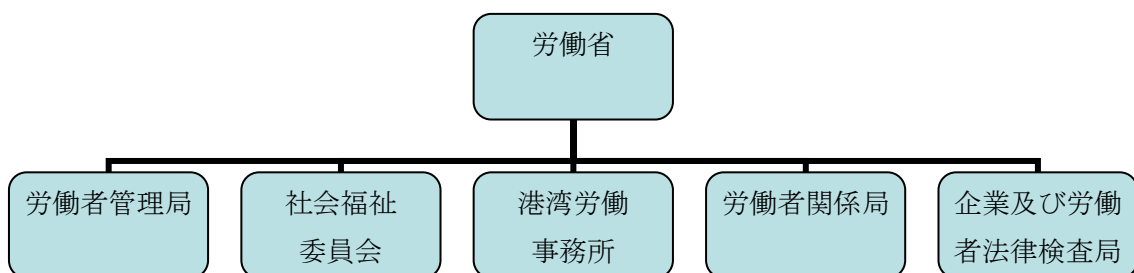 労働省
労働者管理局
社会福祉
委員会
港湾労働
事務所
労働者関係局
企業及び労働
者法律検査局